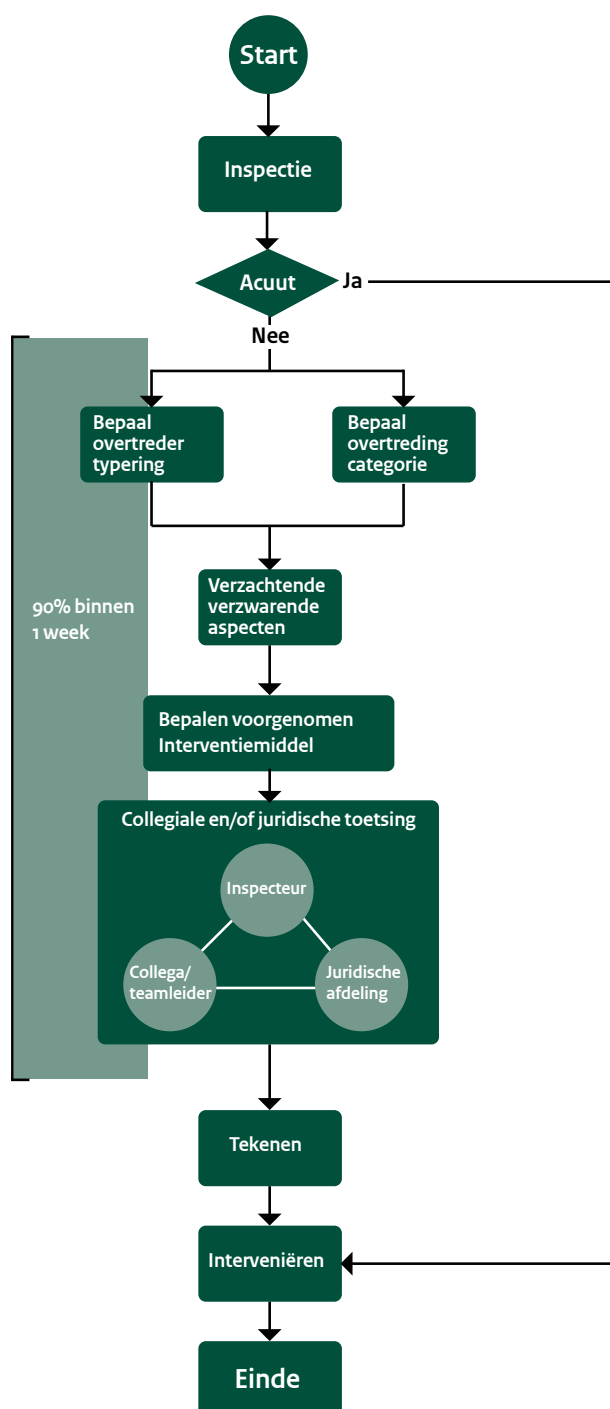 Start
Inspectie
Acuut
Ja
Nee
Bepaal
overtreder
typering
Bepaal
overtreding
categorie
90% binnen
1 week
Verzachtende
verzwarende
aspecten
Bepalen voorgenomen
Interventiemiddel
Collegiale en/of juridische toetsing
Inspecteur
Collega/
teamleider
Juridische
afdeling
Tekenen
Interveniëren
Einde